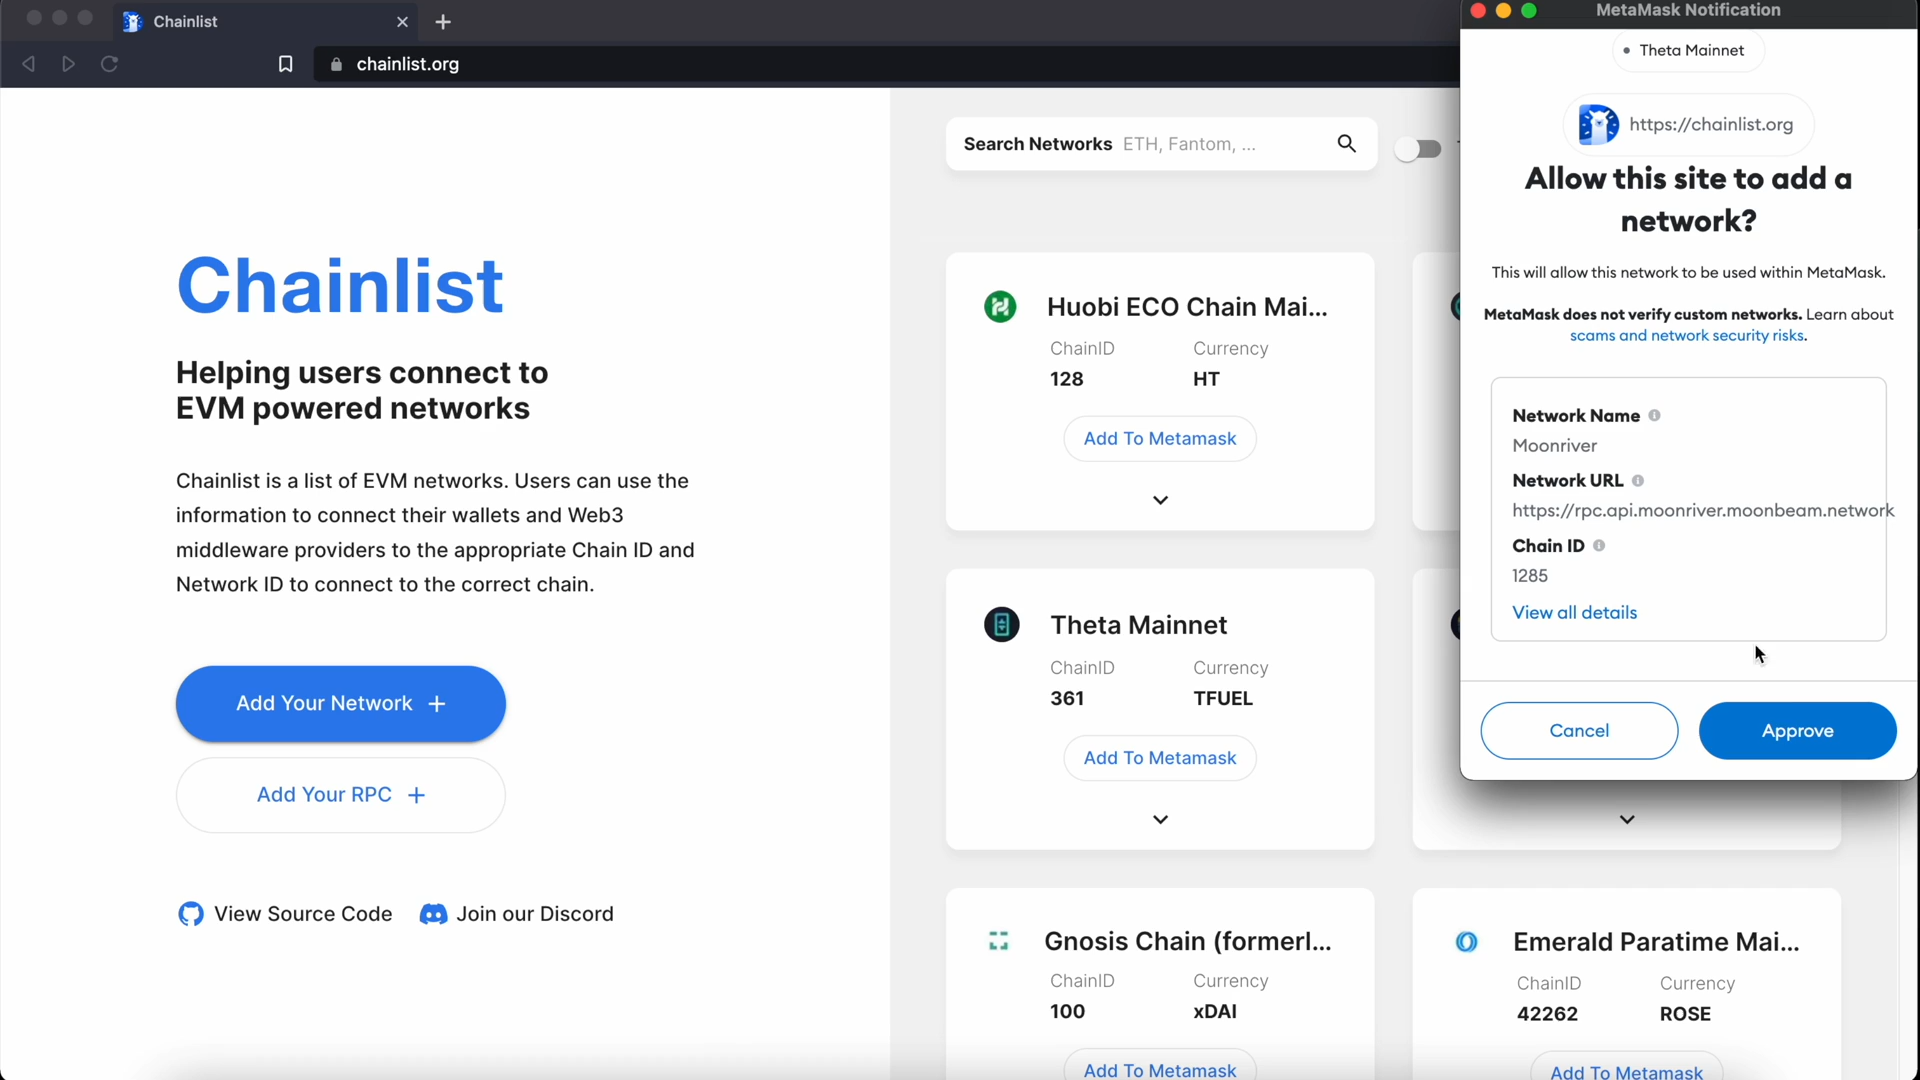 Chainlist
chainlist.org
Chainlist
Helping users connect to
EVM powered networks
Chainlist is a list of EVM networks. Users can use the
information to connect their wallets and Web3
middleware providers to the appropriate Chain ID and
Network ID to connect to the correct chain.
Add Your Network +
Add Your RPC +
View Source Code
Join our Discord
Search Networks ETH, Fantom, ...
Huobi ECO Chain Mai...
ChainID Currency
128 HT
Add To Metamask
Theta Mainnet
ChainID Currency
361 TFUEL
Add To Metamask
Gnosis Chain (formerl...
ChainID Currency
100 xDAI
Add To Metamask
Emerald Paratime Mai...
ChainID Currency
42262 ROSE
Add To Metamask
MetaMask Notification
Theta Mainnet
https://chainlist.org
Allow this site to add a
network?
This will allow this network to be used within MetaMask.
MetaMask does not verify custom networks. Learn about
scams and network security risks.
Network Name
Moonriver
Network URL
https://rpc.api.moonriver.moonbeam.network
Chain ID
1285
View all details
Cancel
Approve